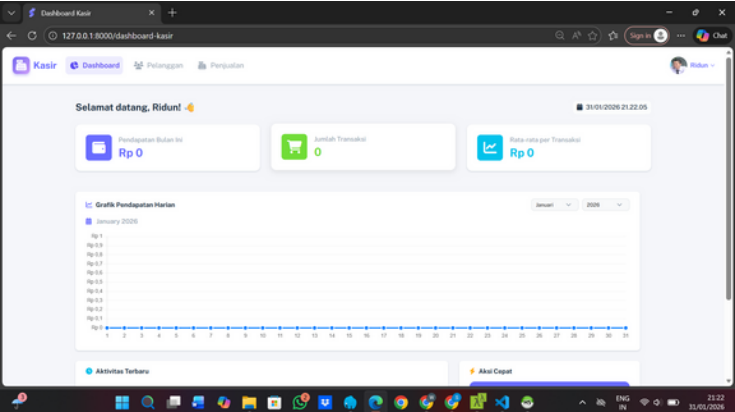 Dashboard Kasir
127.0.0.1:8000/dashboard-kasir
Sign in
Chat
Kasir
Dashboard
Pelanggan
Penjualan
Ridun
Selamat datang, Ridun!
31/01/2026 21.22.05
Pendapatan Bulan Ini
Rp 0
Jumlah Transaksi
0
Rata-rata per Transaksi
Rp 0
Grafik Pendapatan Harian
Januari
2026
January 2026
Rp 1
Rp 0,9
Rp 0,8
Rp 0,7
Rp 0,6
Rp 0,5
Rp 0,4
Rp 0,3
Rp 0,2
Rp 0,1
Rp 0
1 2 3 4 5 6 7 8 9 10 11 12 13 14 15 16 17 18 19 20 21 22 23 24 25 26 27 28 29 30 31
Aktivitas Terbaru
Aksi Cepat
ENG
IN
21:22
31/01/2026